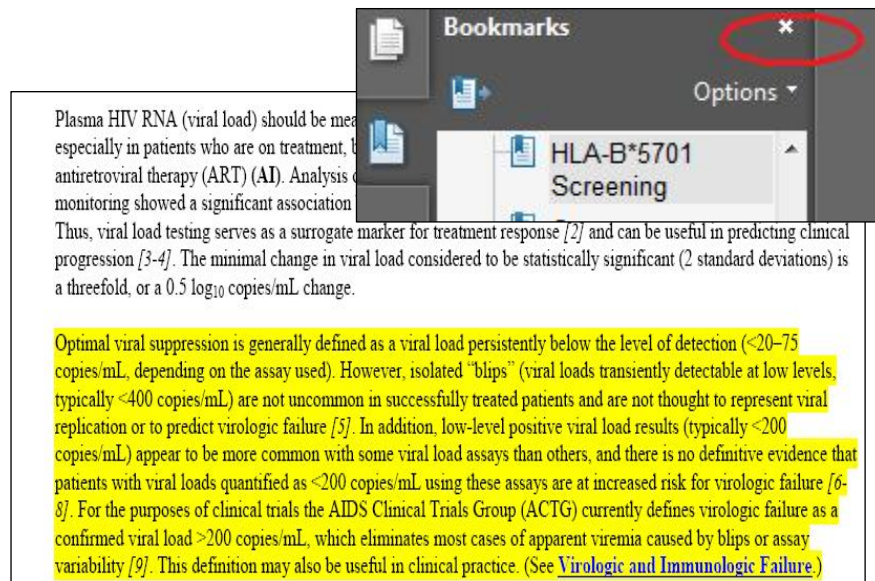 Bookmarks
Options
HLA-B*5701
Screening
Plasma HIV RNA (viral load) should be
especially in patients who are on treatment,
antiretroviral therapy (ART) (AI). Analysis
monitoring showed a significant association
Thus, viral load testing serves as a surrogate marker for treatment response [2] and can be useful in predicting clinical
progression [3-4]. The minimal change in viral load considered to be statistically significant (2 standard deviations) is
a threefold, or a 0.5 log₁₀ copies/mL change.
Optimal viral suppression is generally defined as a viral load persistently below the level of detection (<20–75
copies/mL, depending on the assay used). However, isolated “blips” (viral loads transiently detectable at low levels,
typically <400 copies/mL) are not uncommon in successfully treated patients and are not thought to represent viral
replication or to predict virologic failure [5]. In addition, low-level positive viral load results (typically <200
copies/mL) appear to be more common with some viral load assays than others, and there is no definitive evidence that
patients with viral loads quantified as <200 copies/mL using these assays are at increased risk for virologic failure [6-
8]. For the purposes of clinical trials the AIDS Clinical Trials Group (ACTG) currently defines virologic failure as a
confirmed viral load >200 copies/mL, which eliminates most cases of apparent viremia caused by blips or assay
variability [9]. This definition may also be useful in clinical practice. (See Virologic and Immunologic Failure.)